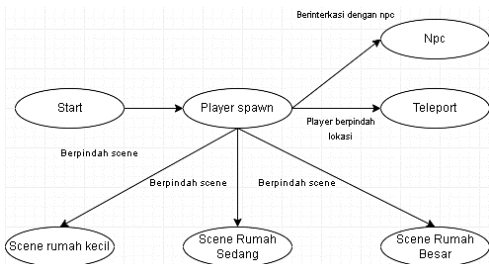 Berinterkasi dengan npc
Npc
Start
Player spawn
Teleport
Player berpindah
lokasi
Berpindah scene
Berpindah scene
Berpindah scene
Scene rumah kecil
Scene Rumah
Sedang
Scene Rumah
Besar